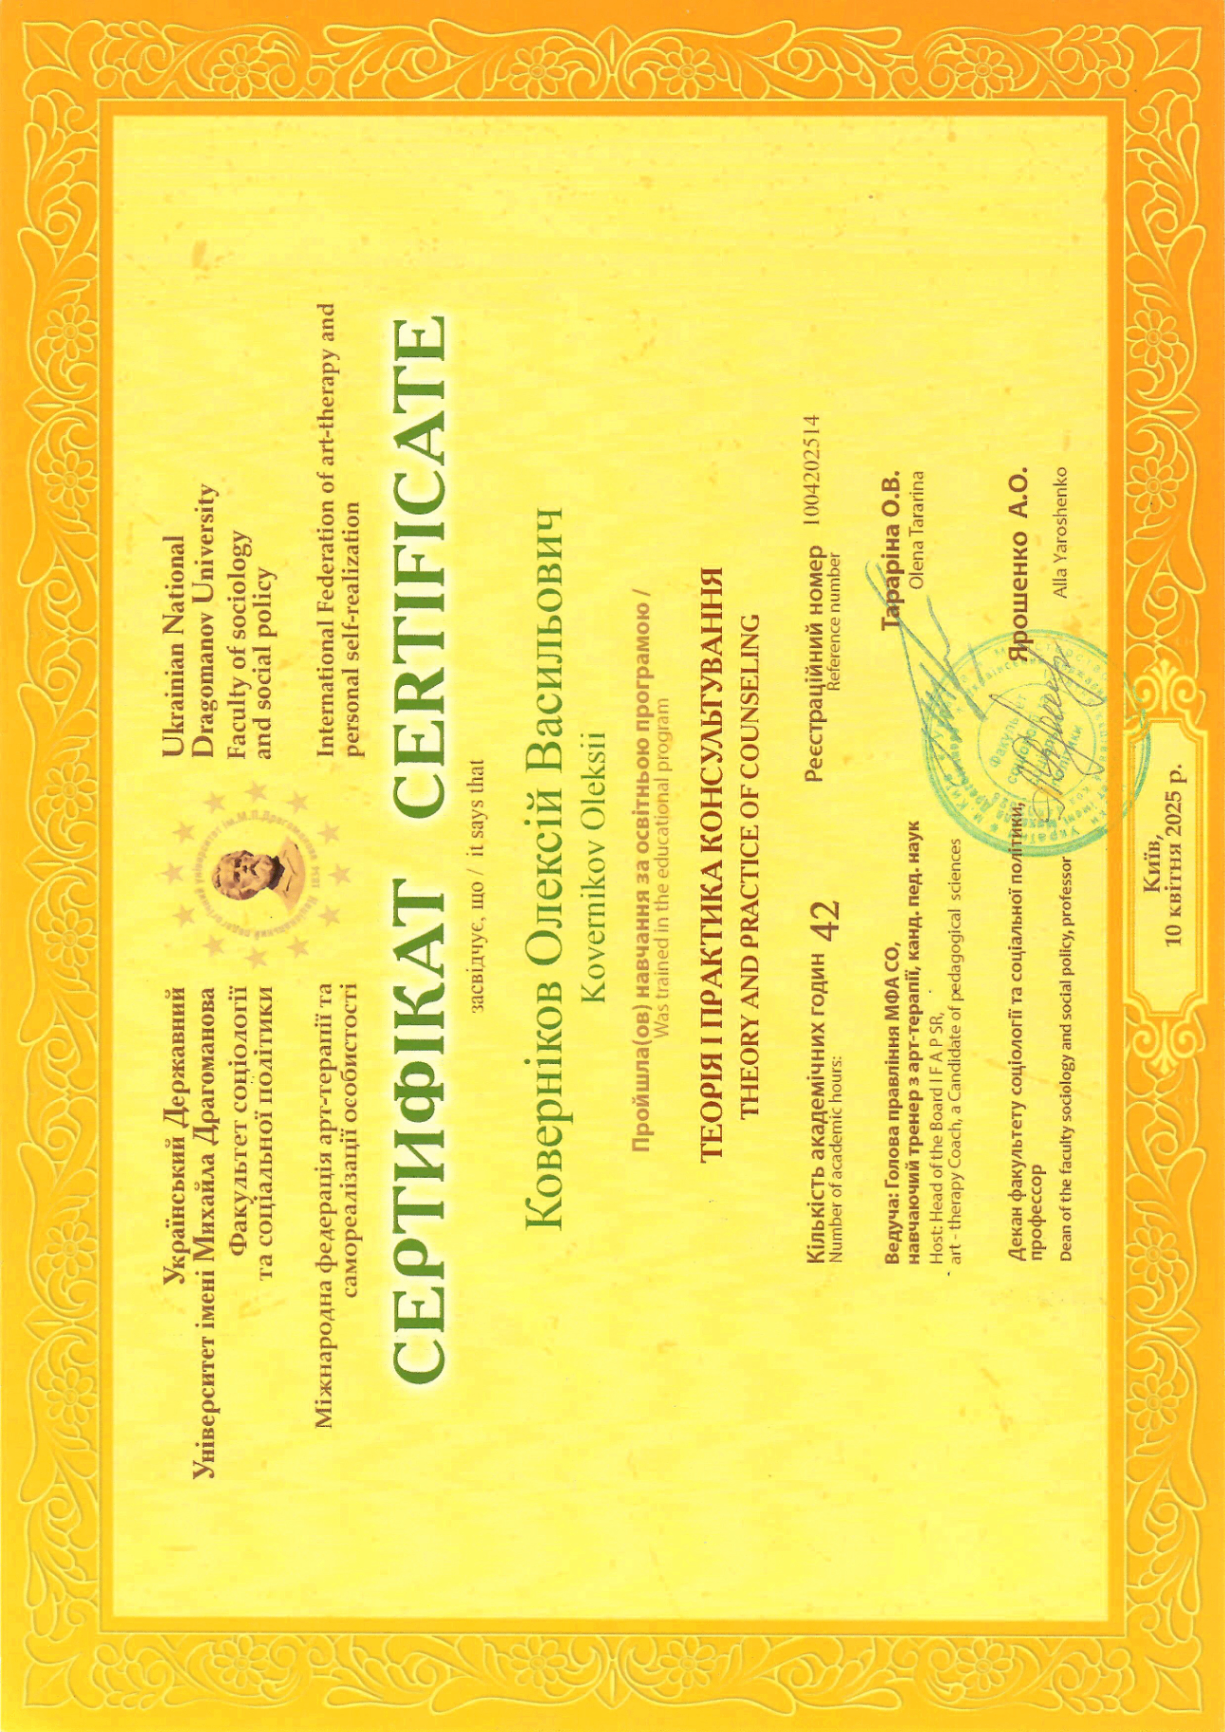 Український Державний
Університет імені Михайла Драгоманова
Факультет соціології
та соціальної політики
Міжнародна федерація арт-терапії та
самореалізації особистості
Ukrainian National
Dragomanov University
Faculty of sociology
and social policy
International Federation of art-therapy and
personal self-realization
СЕРТИФІКАТ CERTIFICATE
засвідчує, що / it says that
Коверніков Олексій Васильович
Kovernikov Oleksii
Пройшла(ов) навчання за освітньою програмою /
Was trained in the educational program
ТЕОРІЯ І ПРАКТИКА КОНСУЛЬТУВАННЯ
THEORY AND PRACTICE OF COUNSELING
Кількість академічних годин 42
Number of academic hours:
Реєстраційний номер 1004202514
Reference number
Ведуча: Голова правління МФА СО,
навчаючий тренер з арт-терапії, канд. пед. наук
Host: Head of the Board I F A P SR,
art - therapy Coach, a Candidate of pedagogical sciences
Тараріна О.В.
Olena Tararina
Декан факультету соціології та соціальної політики,
профессор
Dean of the faculty sociology and social policy, professor
Ярошенко А.О.
Alla Yaroshenko
Київ,
10 квітня 2025 р.